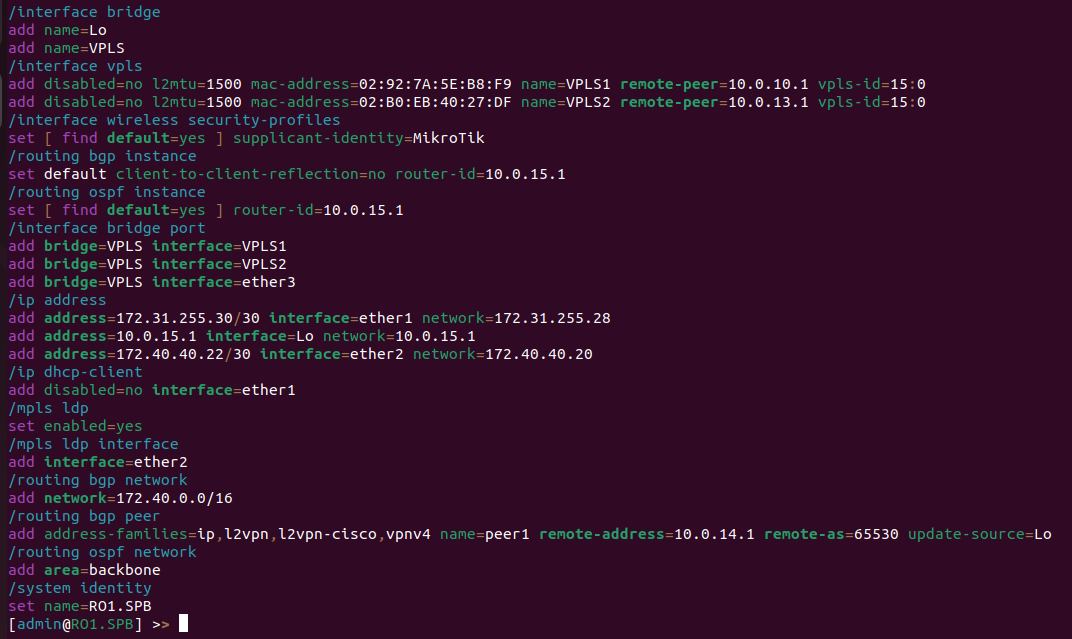 /interface bridge
add name=Lo
add name=VPLS
/interface vpls
add disabled=no l2mtu=1500 mac-address=02:92:7A:5E:B8:F9 name=VPLS1 remote-peer=10.0.10.1 vpls-id=15:0
add disabled=no l2mtu=1500 mac-address=02:B0:EB:40:27:DF name=VPLS2 remote-peer=10.0.13.1 vpls-id=15:0
/interface wireless security-profiles
set [ find default=yes ] supplicant-identity=MikroTik
/routing bgp instance
set default client-to-client-reflection=no router-id=10.0.15.1
/routing ospf instance
set [ find default=yes ] router-id=10.0.15.1
/interface bridge port
add bridge=VPLS interface=VPLS1
add bridge=VPLS interface=VPLS2
add bridge=VPLS interface=ether3
/ip address
add address=172.31.255.30/30 interface=ether1 network=172.31.255.28
add address=10.0.15.1 interface=Lo network=10.0.15.1
add address=172.40.40.22/30 interface=ether2 network=172.40.40.20
/ip dhcp-client
add disabled=no interface=ether1
/mpls ldp
set enabled=yes
/mpls ldp interface
add interface=ether2
/routing bgp network
add network=172.40.0.0/16
/routing bgp peer
add address-families=ip,l2vpn,l2vpn-cisco,vpnv4 name=peer1 remote-address=10.0.14.1 remote-as=65530 update-source=Lo
/routing ospf network
add area=backbone
/system identity
set name=RO1.SPB
[admin@RO1.SPB] >>